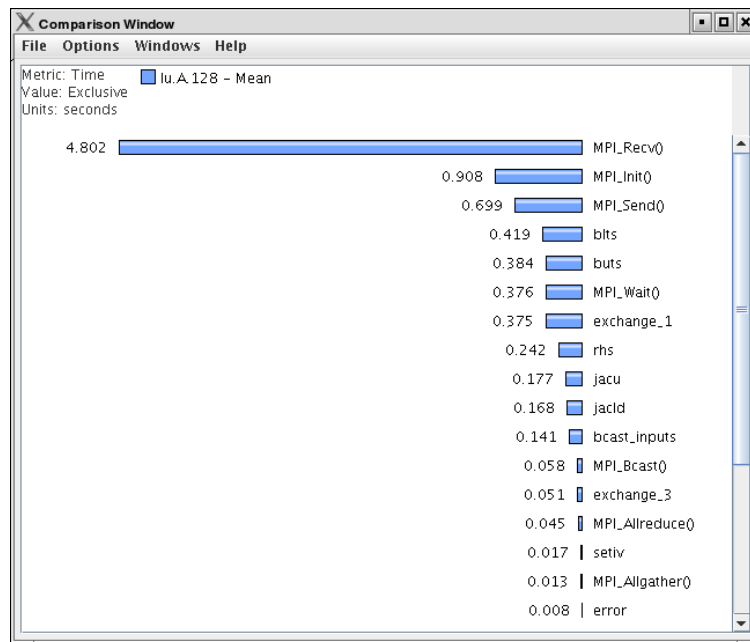 Comparison Window
File Options Windows Help
Metric: Time
lu.A.128 - Mean
Value: Exclusive
Units: seconds
4.802 MPI_Recv()
0.908 MPI_Init()
0.699 MPI_Send()
0.419 blts
0.384 buts
0.376 MPI_Wait()
0.375 exchange_1
0.242 rhs
0.177 jacu
0.168 jacld
0.141 bcast_inputs
0.058 MPI_Bcast()
0.051 exchange_3
0.045 MPI_Allreduce()
0.017 setiv
0.013 MPI_Allgather()
0.008 error